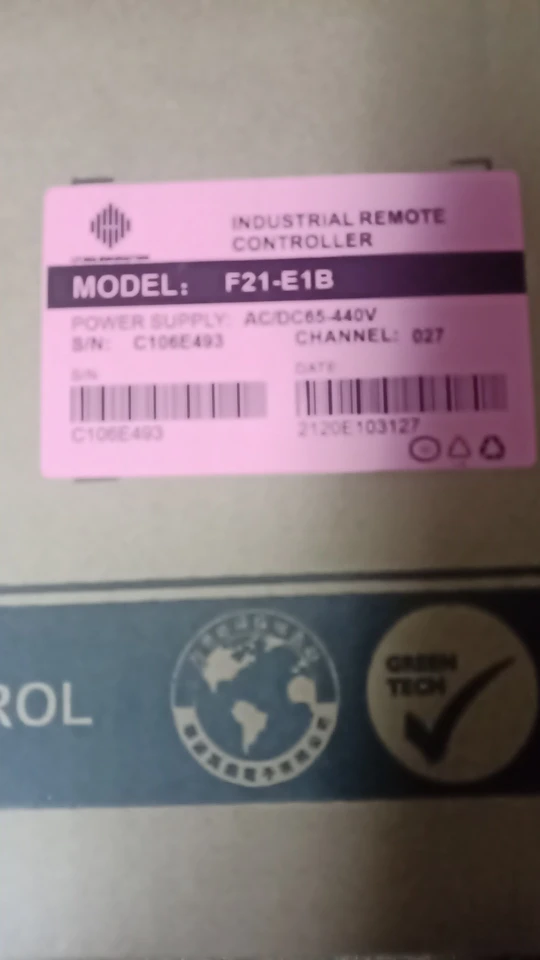 INDUSTRIAL REMOTE
CONTROLLER
MODEL: F21-E1B
POWER SUPPLY: AC/DC65-440V
S/N: C106E493 CHANNEL: 027
S/N: DATE:
C106E493 2120E103127
ROL
GREEN
TECH